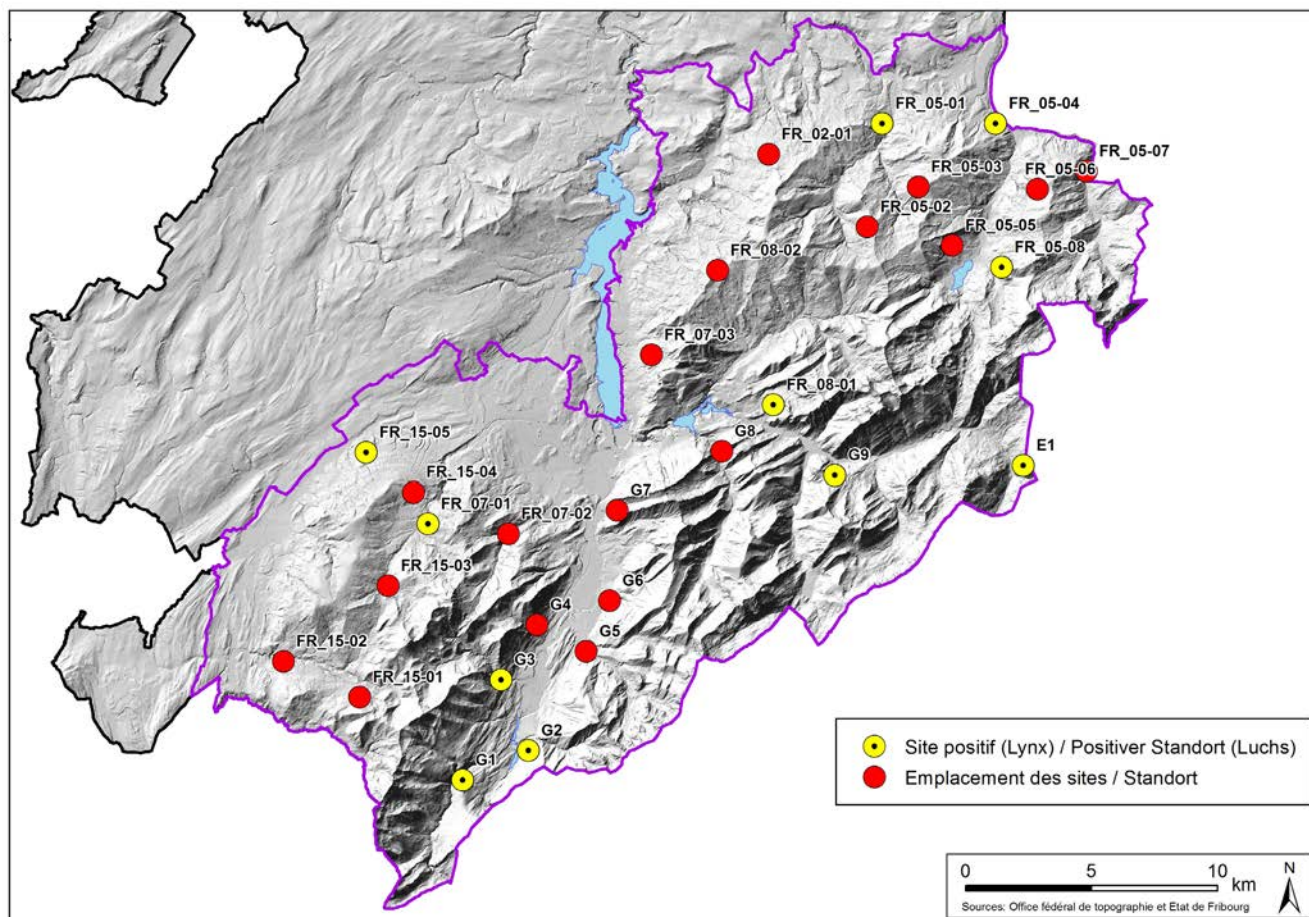 FR_05-01
FR_05-04
FR_02-01
FR_05-07
FR_05-03
FR_05-06
FR_05-02
FR_05-05
FR_08-02
FR_05-08
FR_07-03
FR_08-01
FR_15-05
G8
G9
E1
FR_15-04
G7
FR_07-01
FR_07-02
FR_15-03
G6
G4
G5
FR_15-02
G3
FR_15-01
G2
G1
Site positif (Lynx) / Positiver Standort (Luchs)
Emplacement des sites / Standort
0 5 10
km
N
Sources: Office fédéral de topographie et Etat de Fribourg